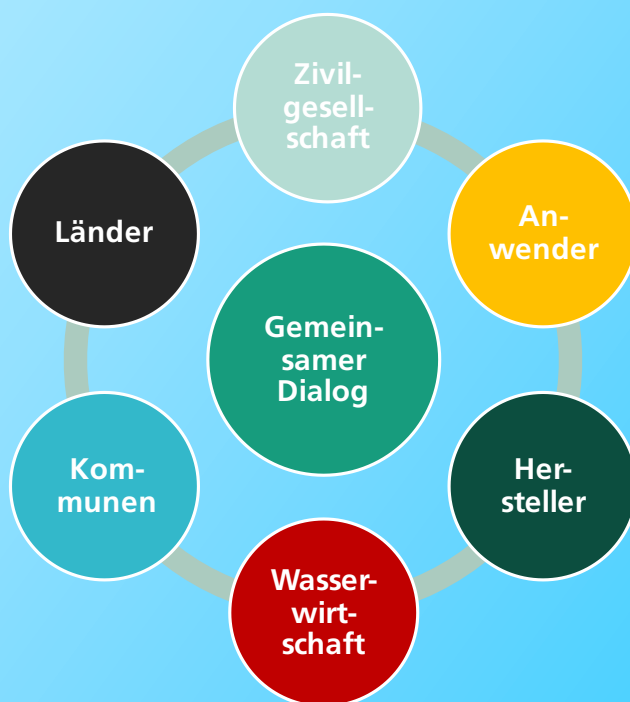 Zivil-
gesell-
schaft
Länder
An-
wender
Gemein-
samer
Dialog
Kom-
munen
Her-
steller
Wasser-
wirt-
schaft